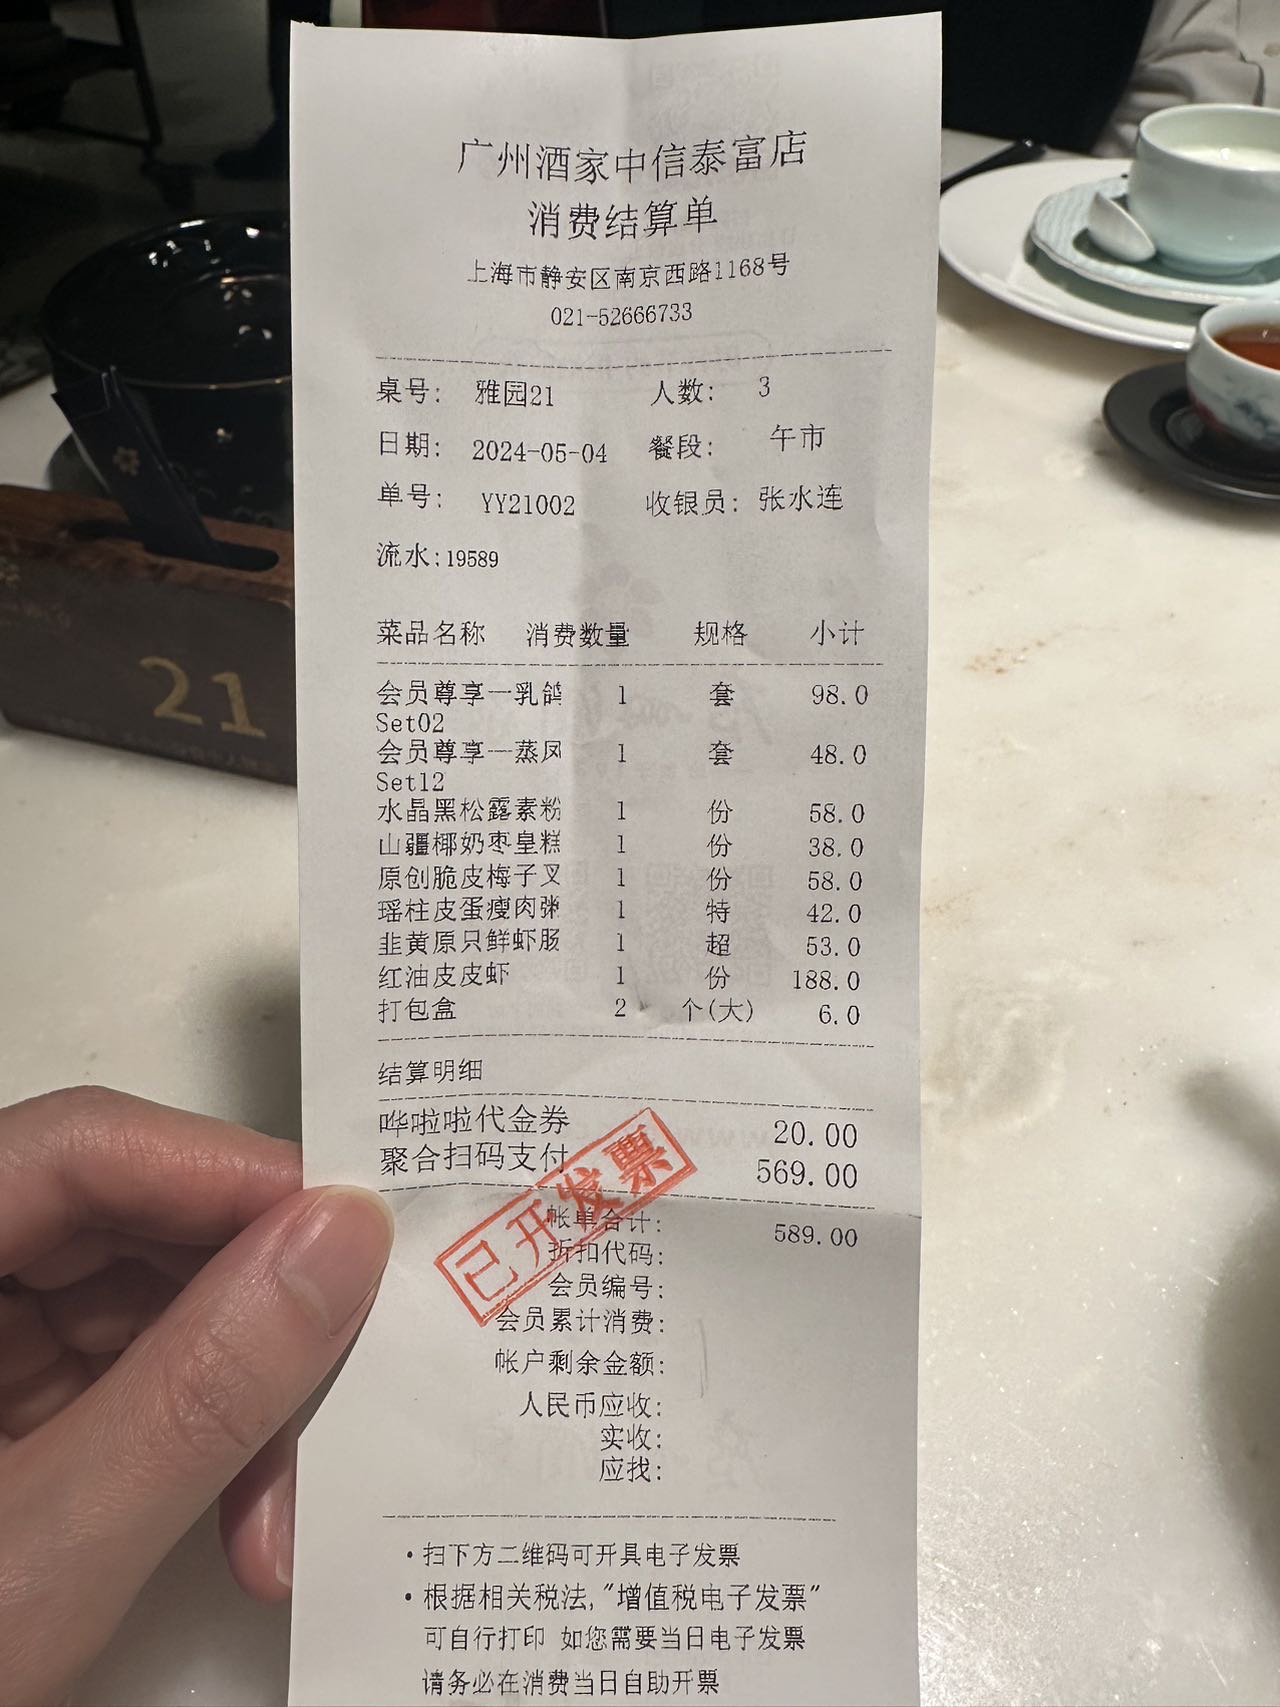 广州酒家中信泰富店
消费结算单
上海市静安区南京西路1168号
021-52666733
桌号: 雅园21 人数: 3
日期: 2024-05-04 餐段: 午市
单号: YY21002 收银员: 张水连
流水:19589
菜品名称 消费数量 规格 小计
会员尊享一乳鸽 1 套 98.0
Set02
会员尊享一蒸凤 1 套 48.0
Set12
水晶黑松露素粉 1 份 58.0
山疆椰奶枣皇糕 1 份 38.0
原创脆皮梅子叉 1 份 58.0
瑶柱皮蛋瘦肉粥 1 特 42.0
韭黄原只鲜虾肠 1 超 53.0
红油皮皮虾 1 份 188.0
打包盒 2 个(大) 6.0
结算明细
哗啦啦代金券 20.00
聚合扫码支付 569.00
已开发票
帐单合计: 589.00
折扣代码:
会员编号:
会员累计消费:
帐户剩余金额:
人民币应收:
实收:
应找:
·扫下方二维码可开具电子发票
·根据相关税法,"增值税电子发票"
可自行打印 如您需要当日电子发票
请务必在消费当日自助开票
21